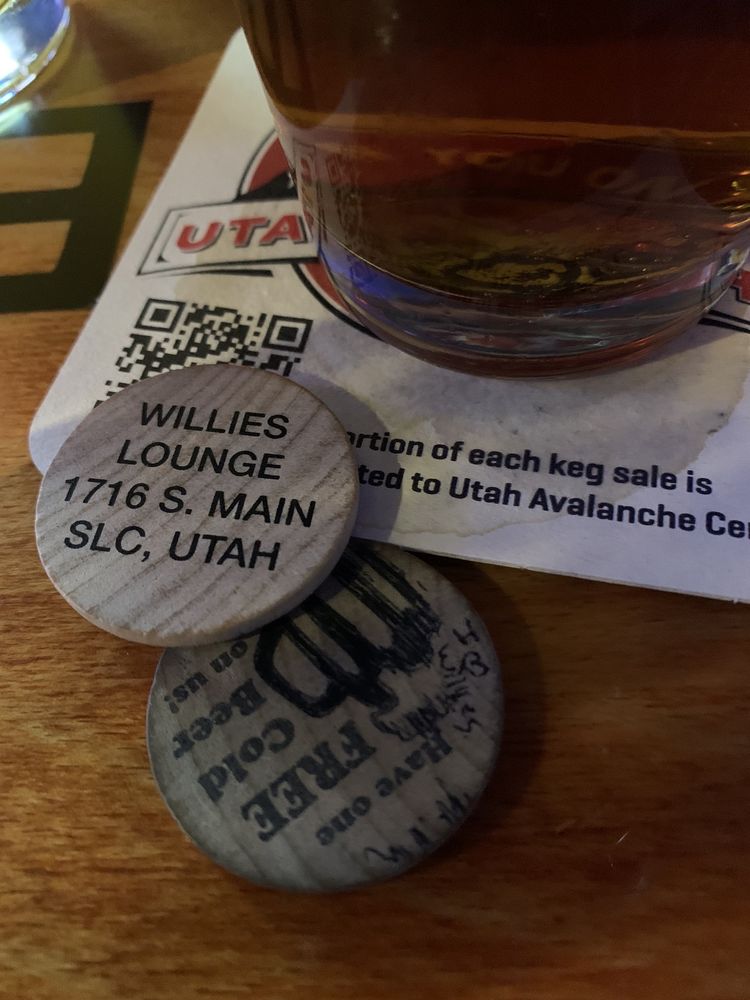 UTA
WILLIES
LOUNGE
1716 S. MAIN
SLC, UTAH
ortion of each keg sale is
ted to Utah Avalanche Ce
Have one
FREE
Cold
Beer
on us!